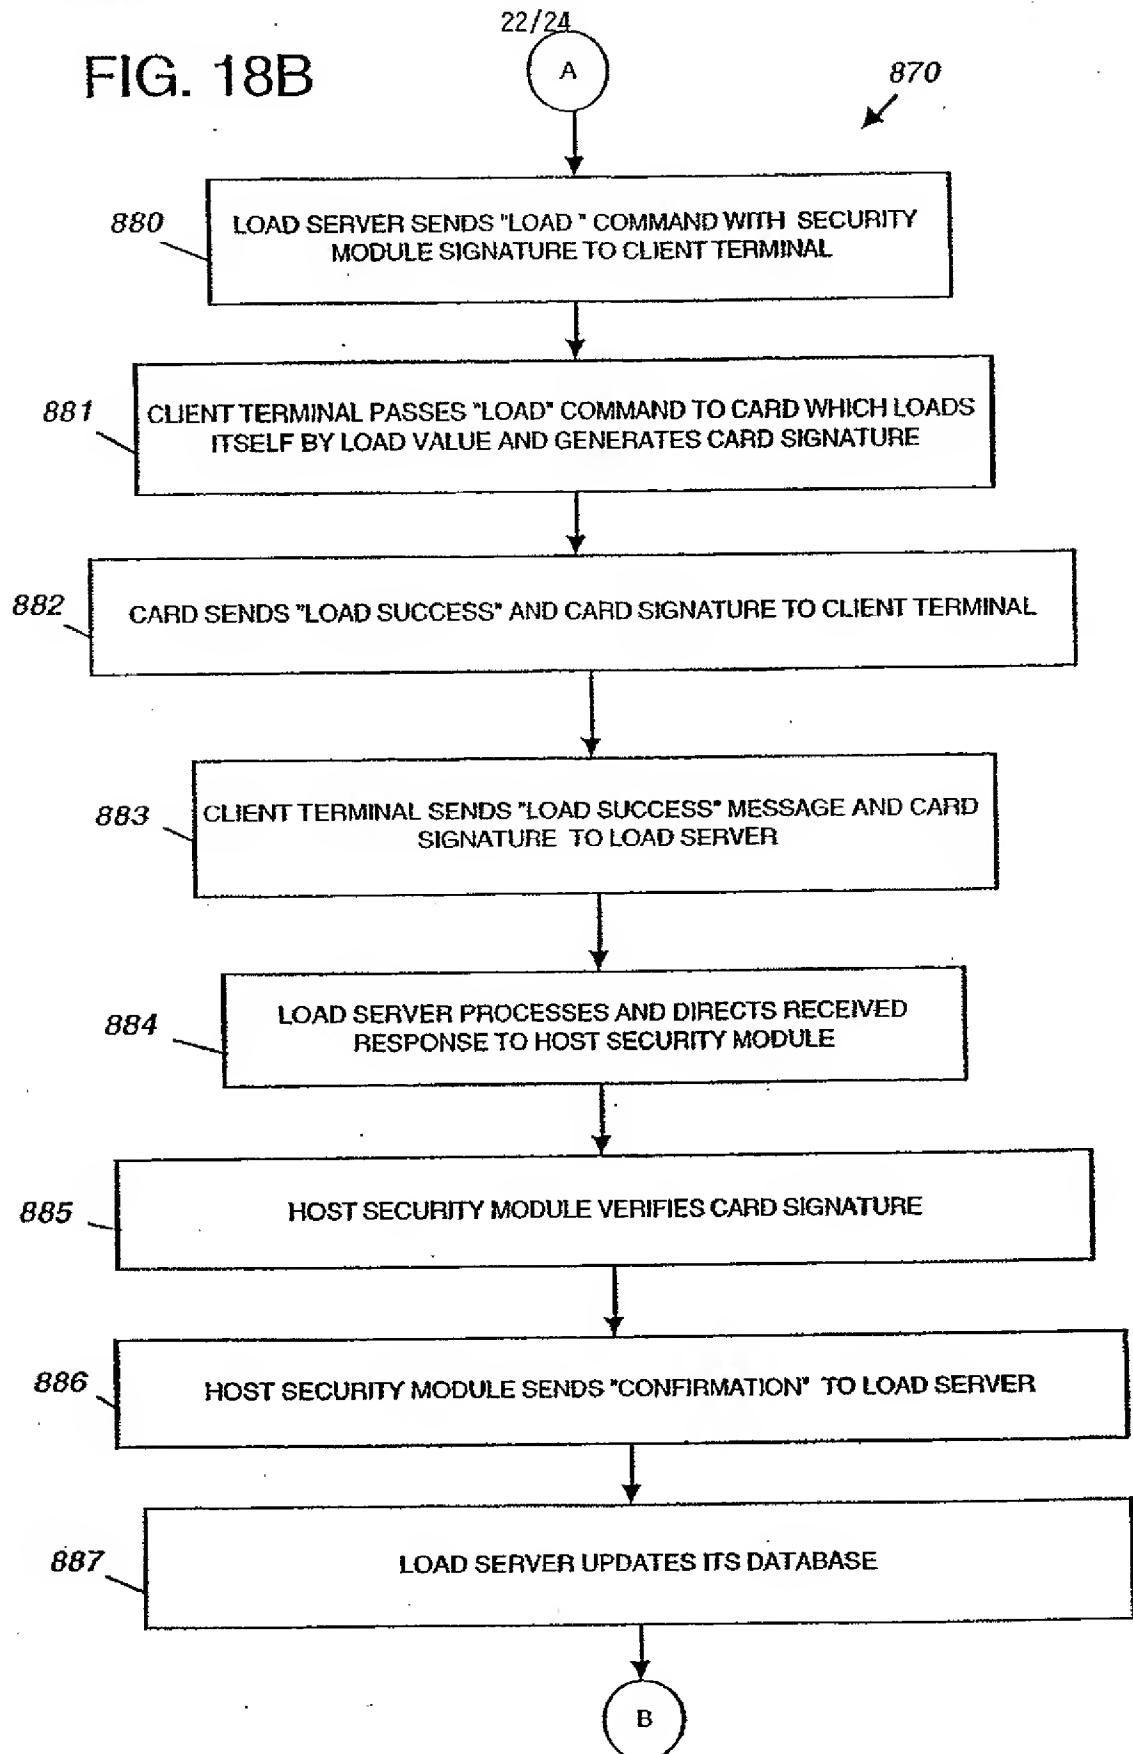 22/24
FIG. 18B
A
870
880
LOAD SERVER SENDS "LOAD " COMMAND WITH SECURITY
MODULE SIGNATURE TO CLIENT TERMINAL
881
CLIENT TERMINAL PASSES "LOAD" COMMAND TO CARD WHICH LOADS
ITSELF BY LOAD VALUE AND GENERATES CARD SIGNATURE
882
CARD SENDS "LOAD SUCCESS" AND CARD SIGNATURE TO CLIENT TERMINAL
883
CLIENT TERMINAL SENDS "LOAD SUCCESS" MESSAGE AND CARD
SIGNATURE TO LOAD SERVER
884
LOAD SERVER PROCESSES AND DIRECTS RECEIVED
RESPONSE TO HOST SECURITY MODULE
885
HOST SECURITY MODULE VERIFIES CARD SIGNATURE
886
HOST SECURITY MODULE SENDS "CONFIRMATION" TO LOAD SERVER
887
LOAD SERVER UPDATES ITS DATABASE
B